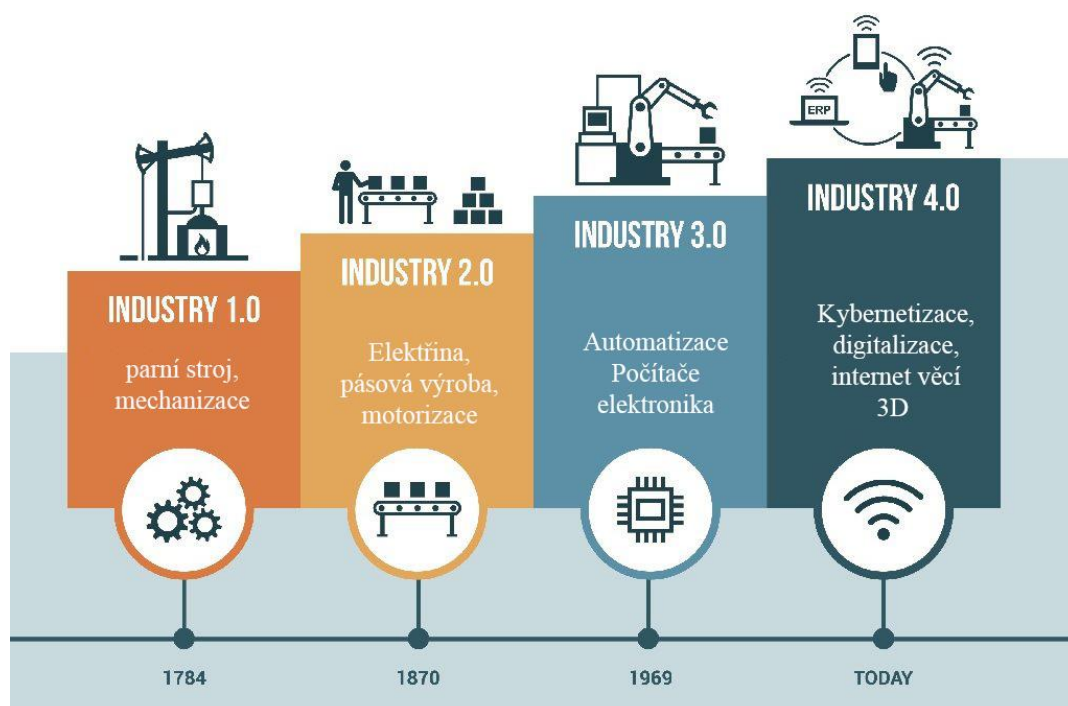 ERP
INDUSTRY 1.0
parní stroj,
mechanizace
INDUSTRY 2.0
Elektřina,
pásová výroba,
motorizace
INDUSTRY 3.0
Automatizace
Počítače
elektronika
INDUSTRY 4.0
Kybernetizace,
digitalizace,
internet věcí
3D
1784
1870
1969
TODAY